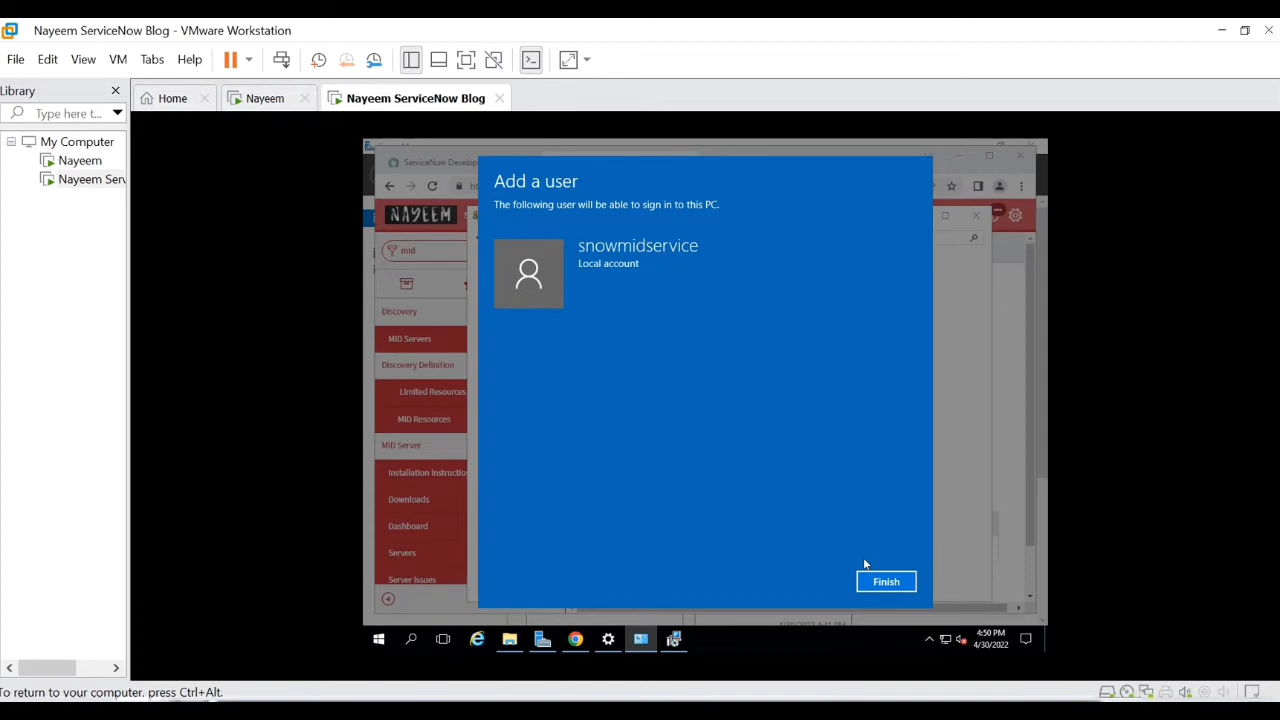 Nayeem ServiceNow Blog - VMware Workstation
File Edit View VM Tabs Help
Library
Type here t...
My Computer
Nayeem
Nayeem Serv
Home
Nayeem
Nayeem ServiceNow Blog
ServiceNow Develop
NAYEEM
mid
Discovery
MID Servers
Discovery Definition
Limited Resources
MID Resources
MID Server
Installation Instructio
Downloads
Dashboard
Servers
Server Issues
Add a user
The following user will be able to sign in to this PC.
snowmidservice
Local account
Finish
4:50 PM
4/30/2022
To return to your computer, press Ctrl+Alt.